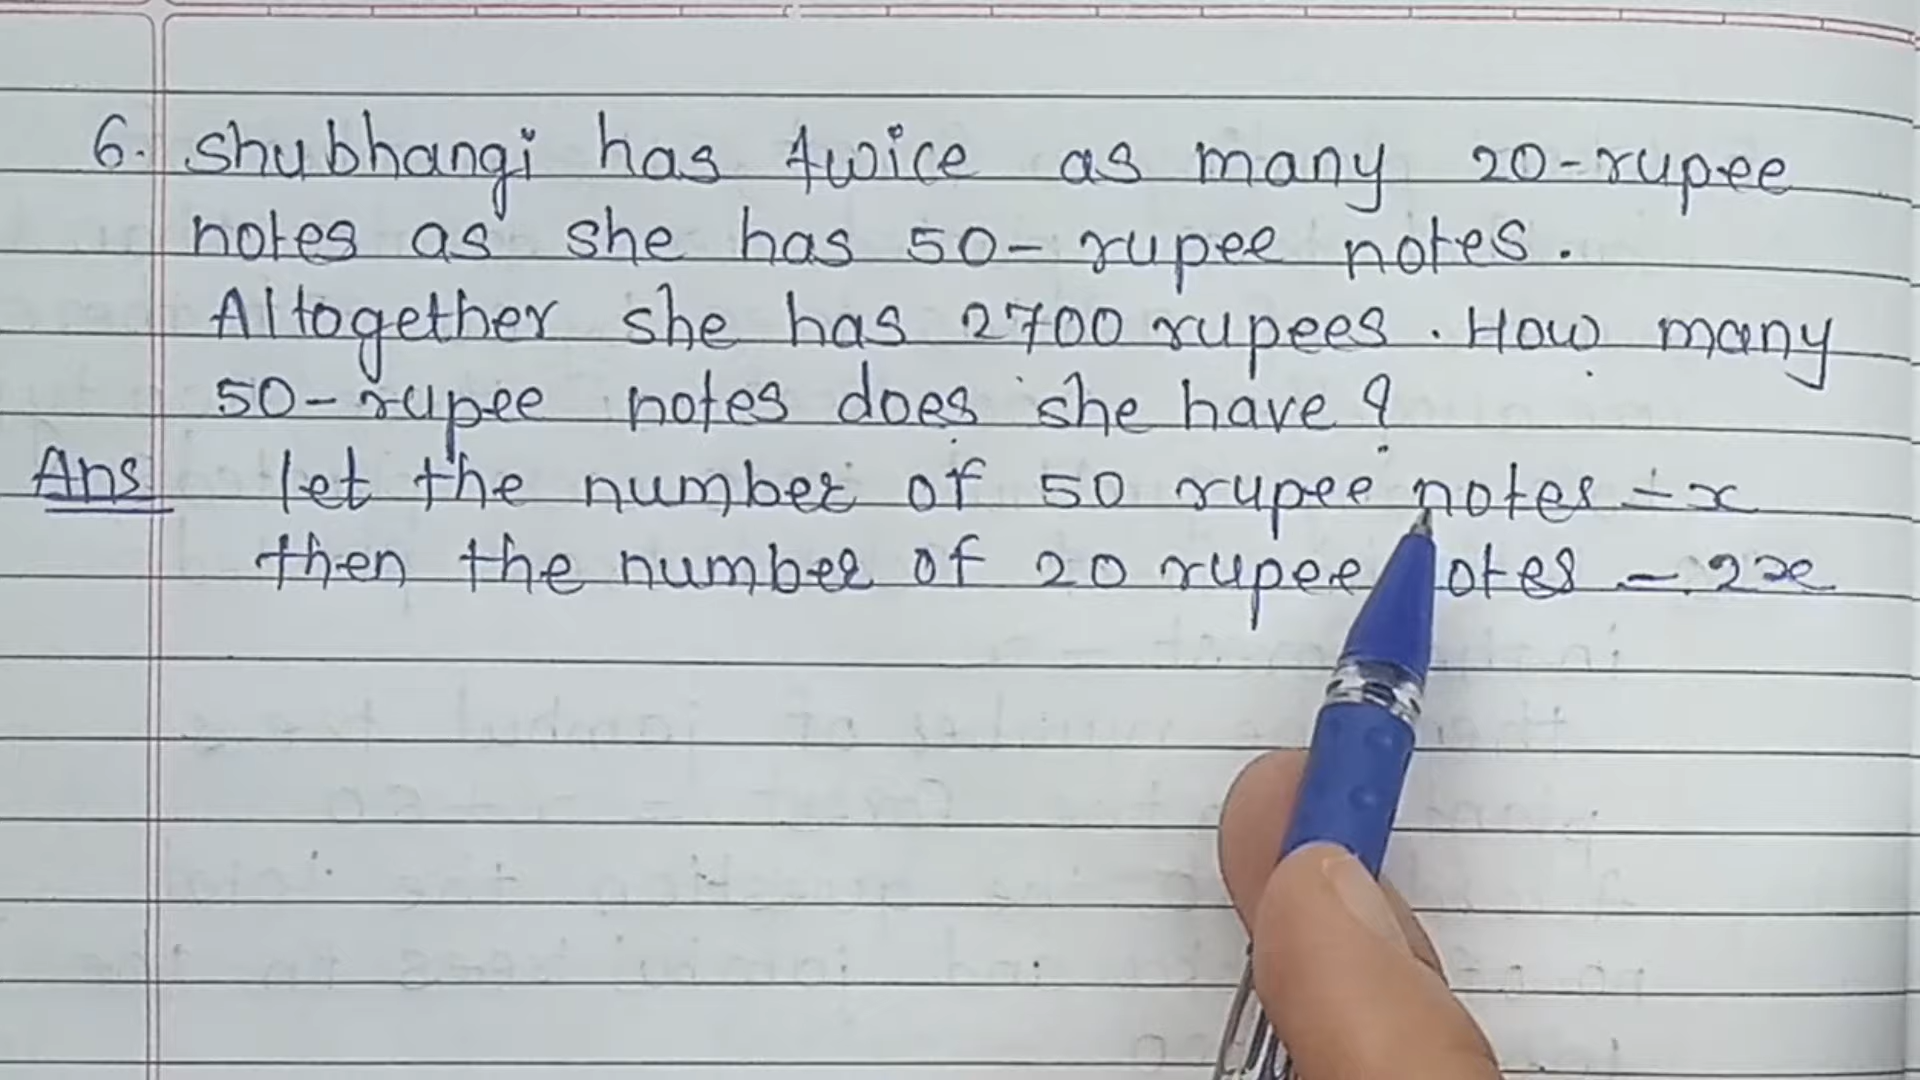 6. Shubhangi has twice as many 20-rupee
notes as she has 50-rupee notes.
Altogether she has 2700 rupees. How many
50-rupee notes does she have?
Ans let the number of 50 rupee notes = x
then the number of 20 rupee notes = 2x